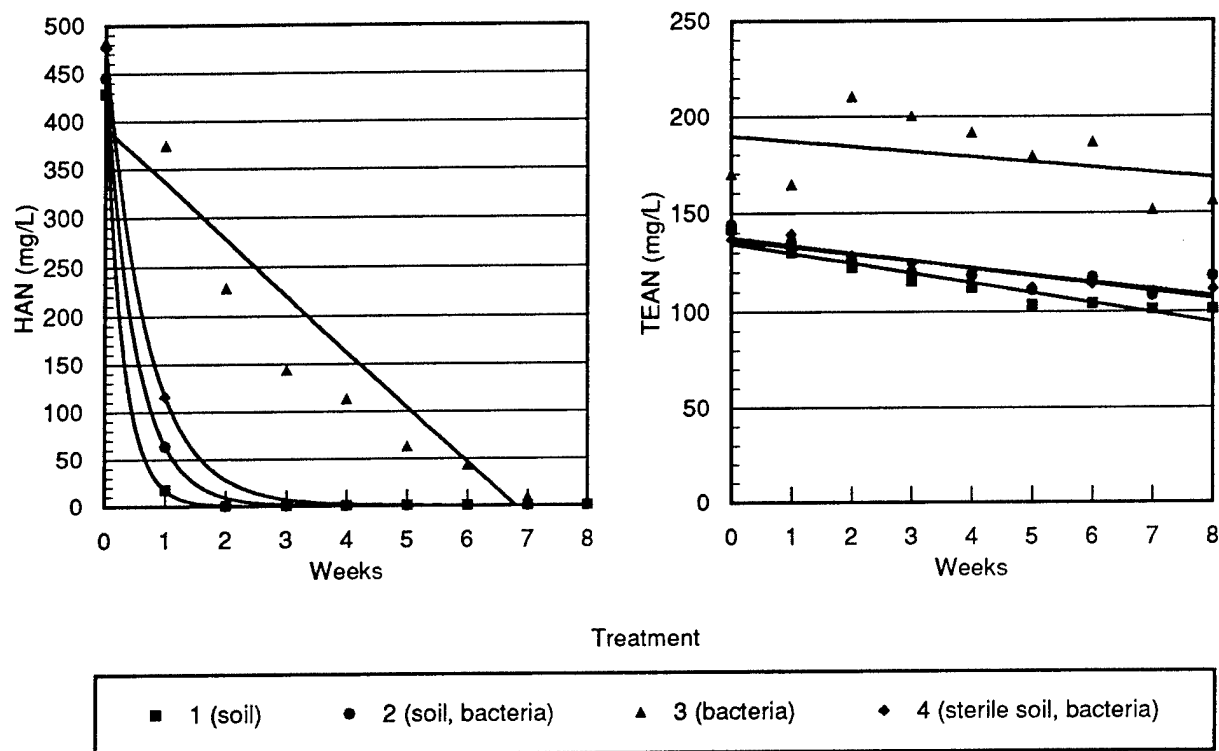 500
450
400
350
300
250
200
150
100
50
0
HAN (mg/L)
0 1 2 3 4 5 6 7 8
Weeks
250
200
150
100
50
0
TEAN (mg/L)
0 1 2 3 4 5 6 7 8
Weeks
Treatment
1 (soil) 2 (soil, bacteria) 3 (bacteria) 4 (sterile soil, bacteria)